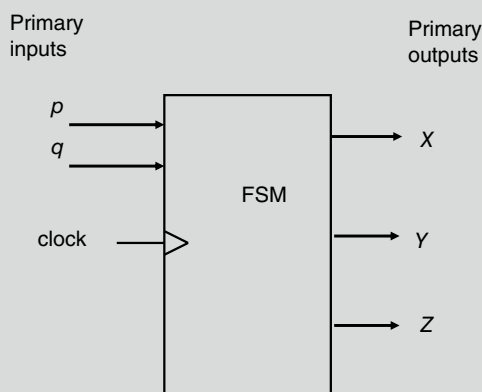 Primary
inputs
Primary
outputs
p
q
X
FSM
clock
Y
Z